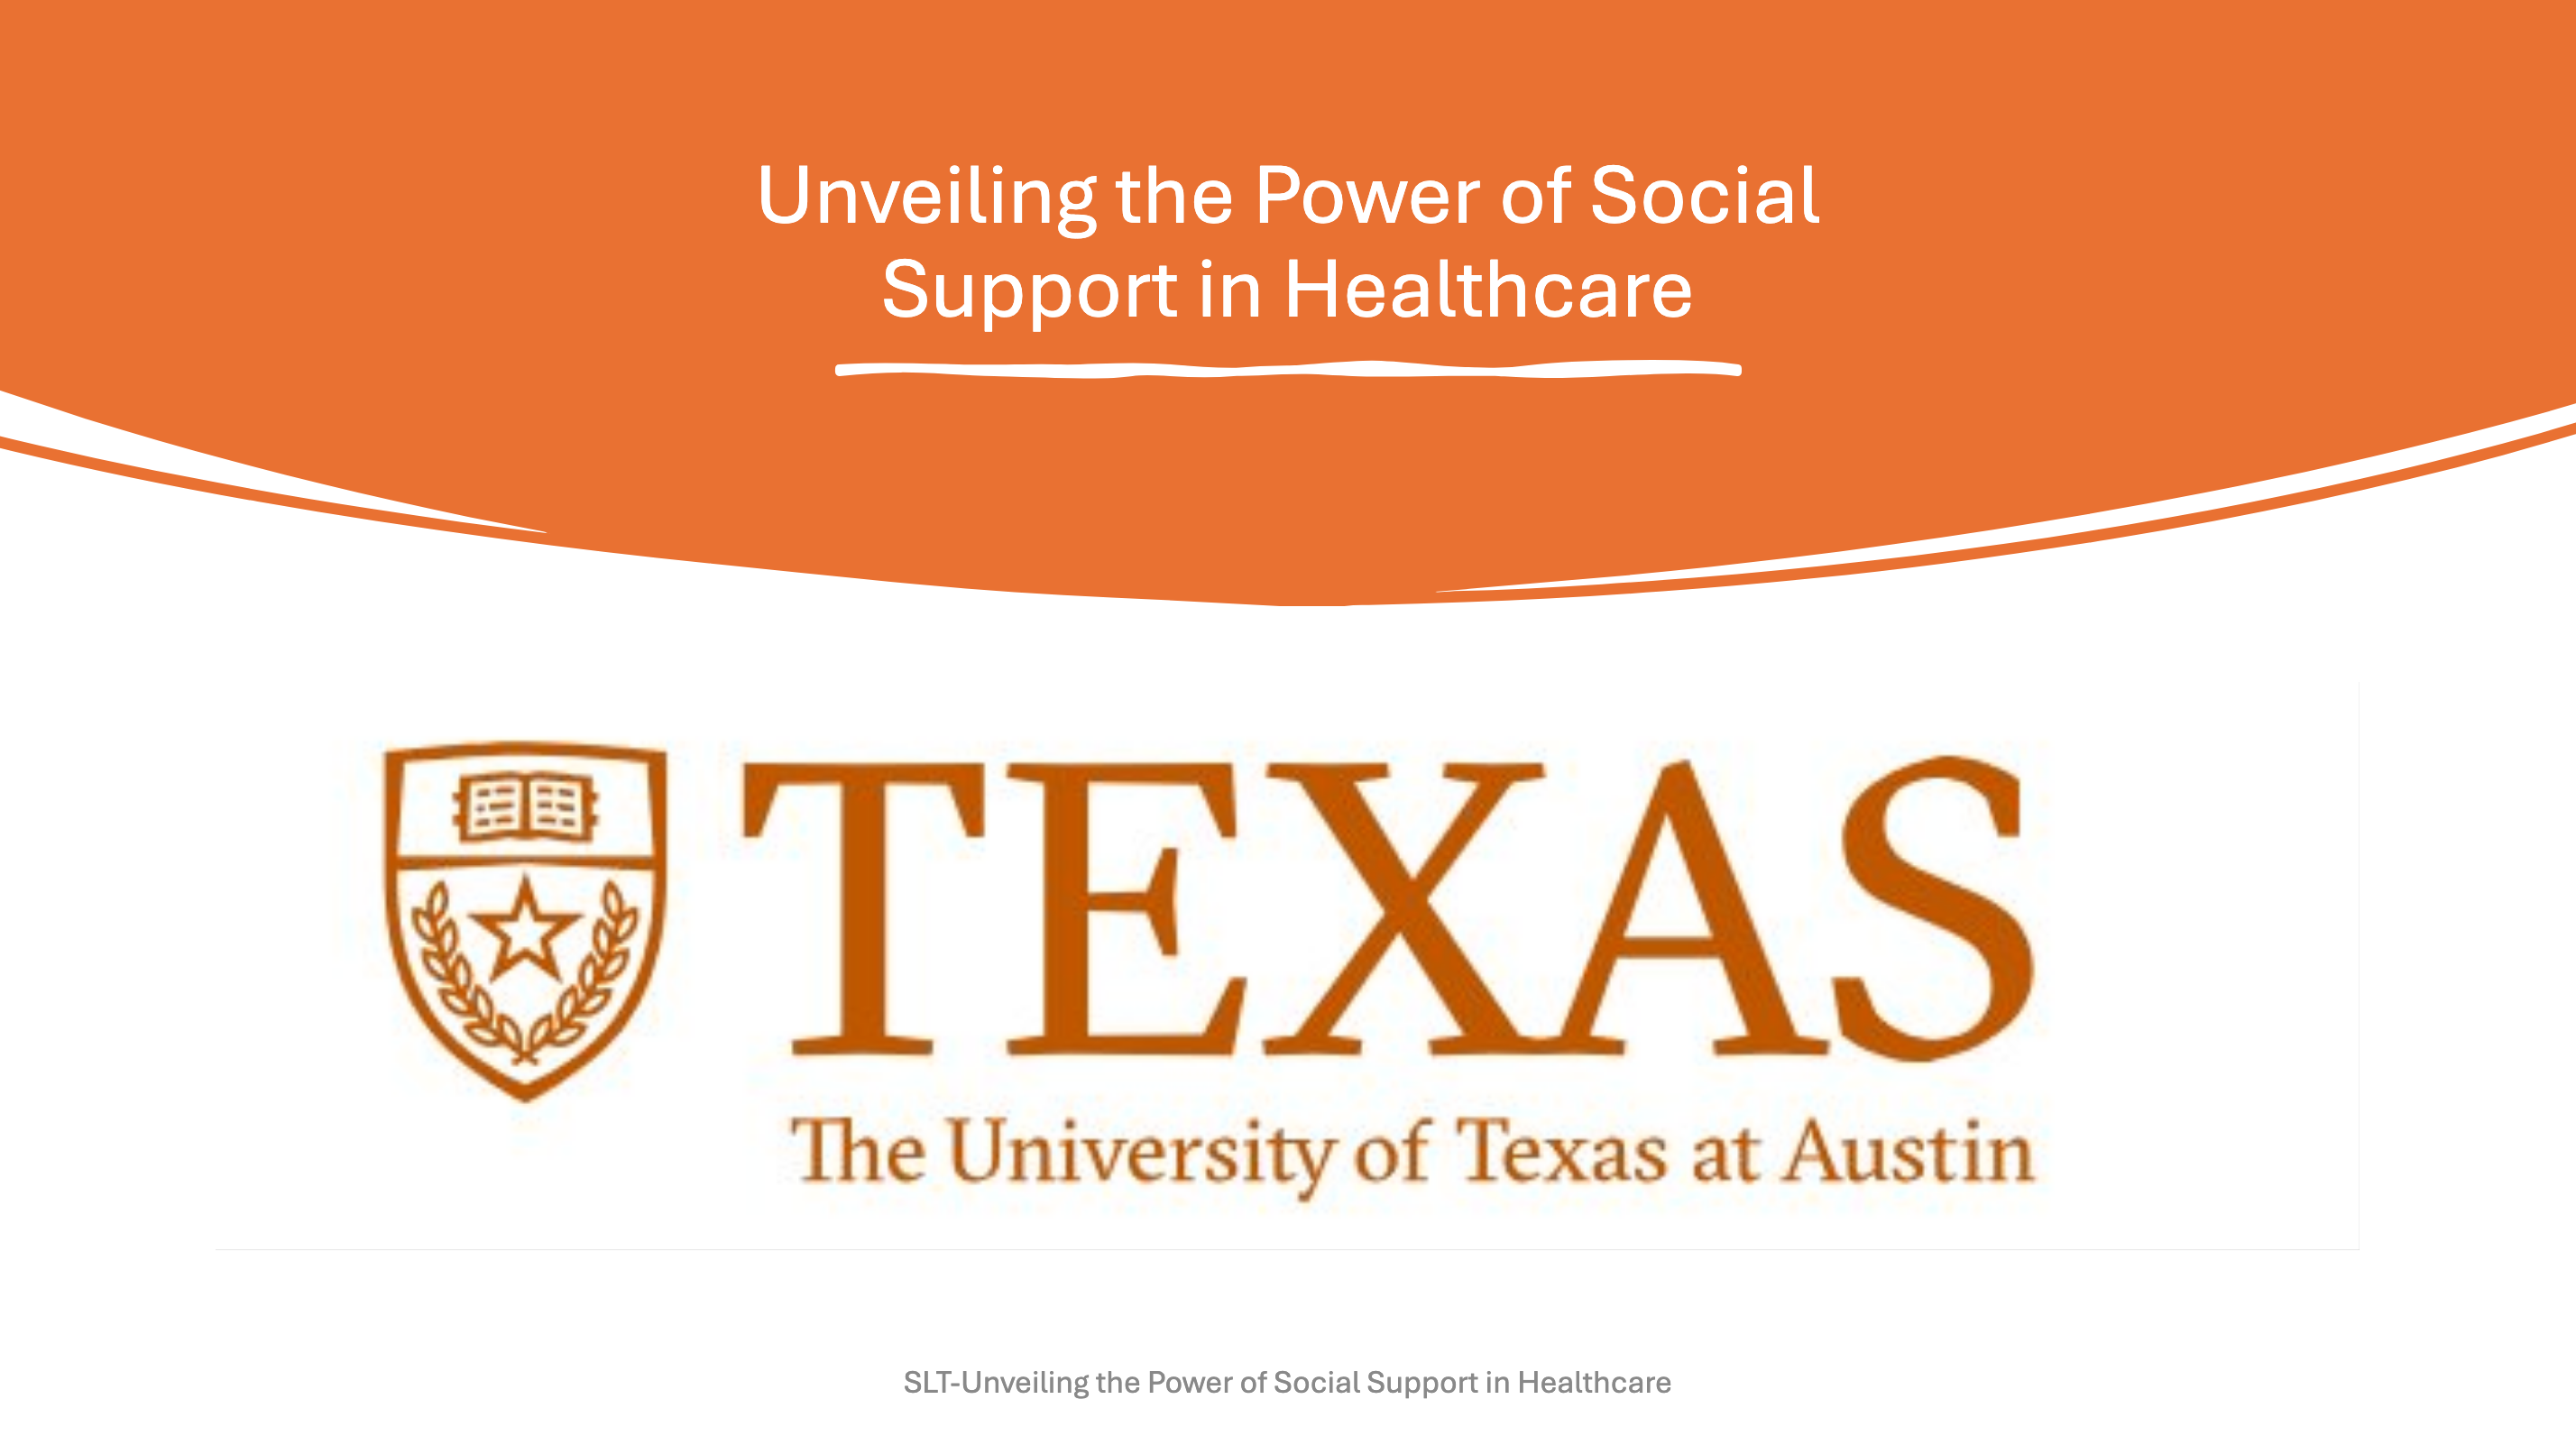 Unveiling the Power of Social
Support in Healthcare
TEXAS
The University of Texas at Austin
SLT-Unveiling the Power of Social Support in Healthcare